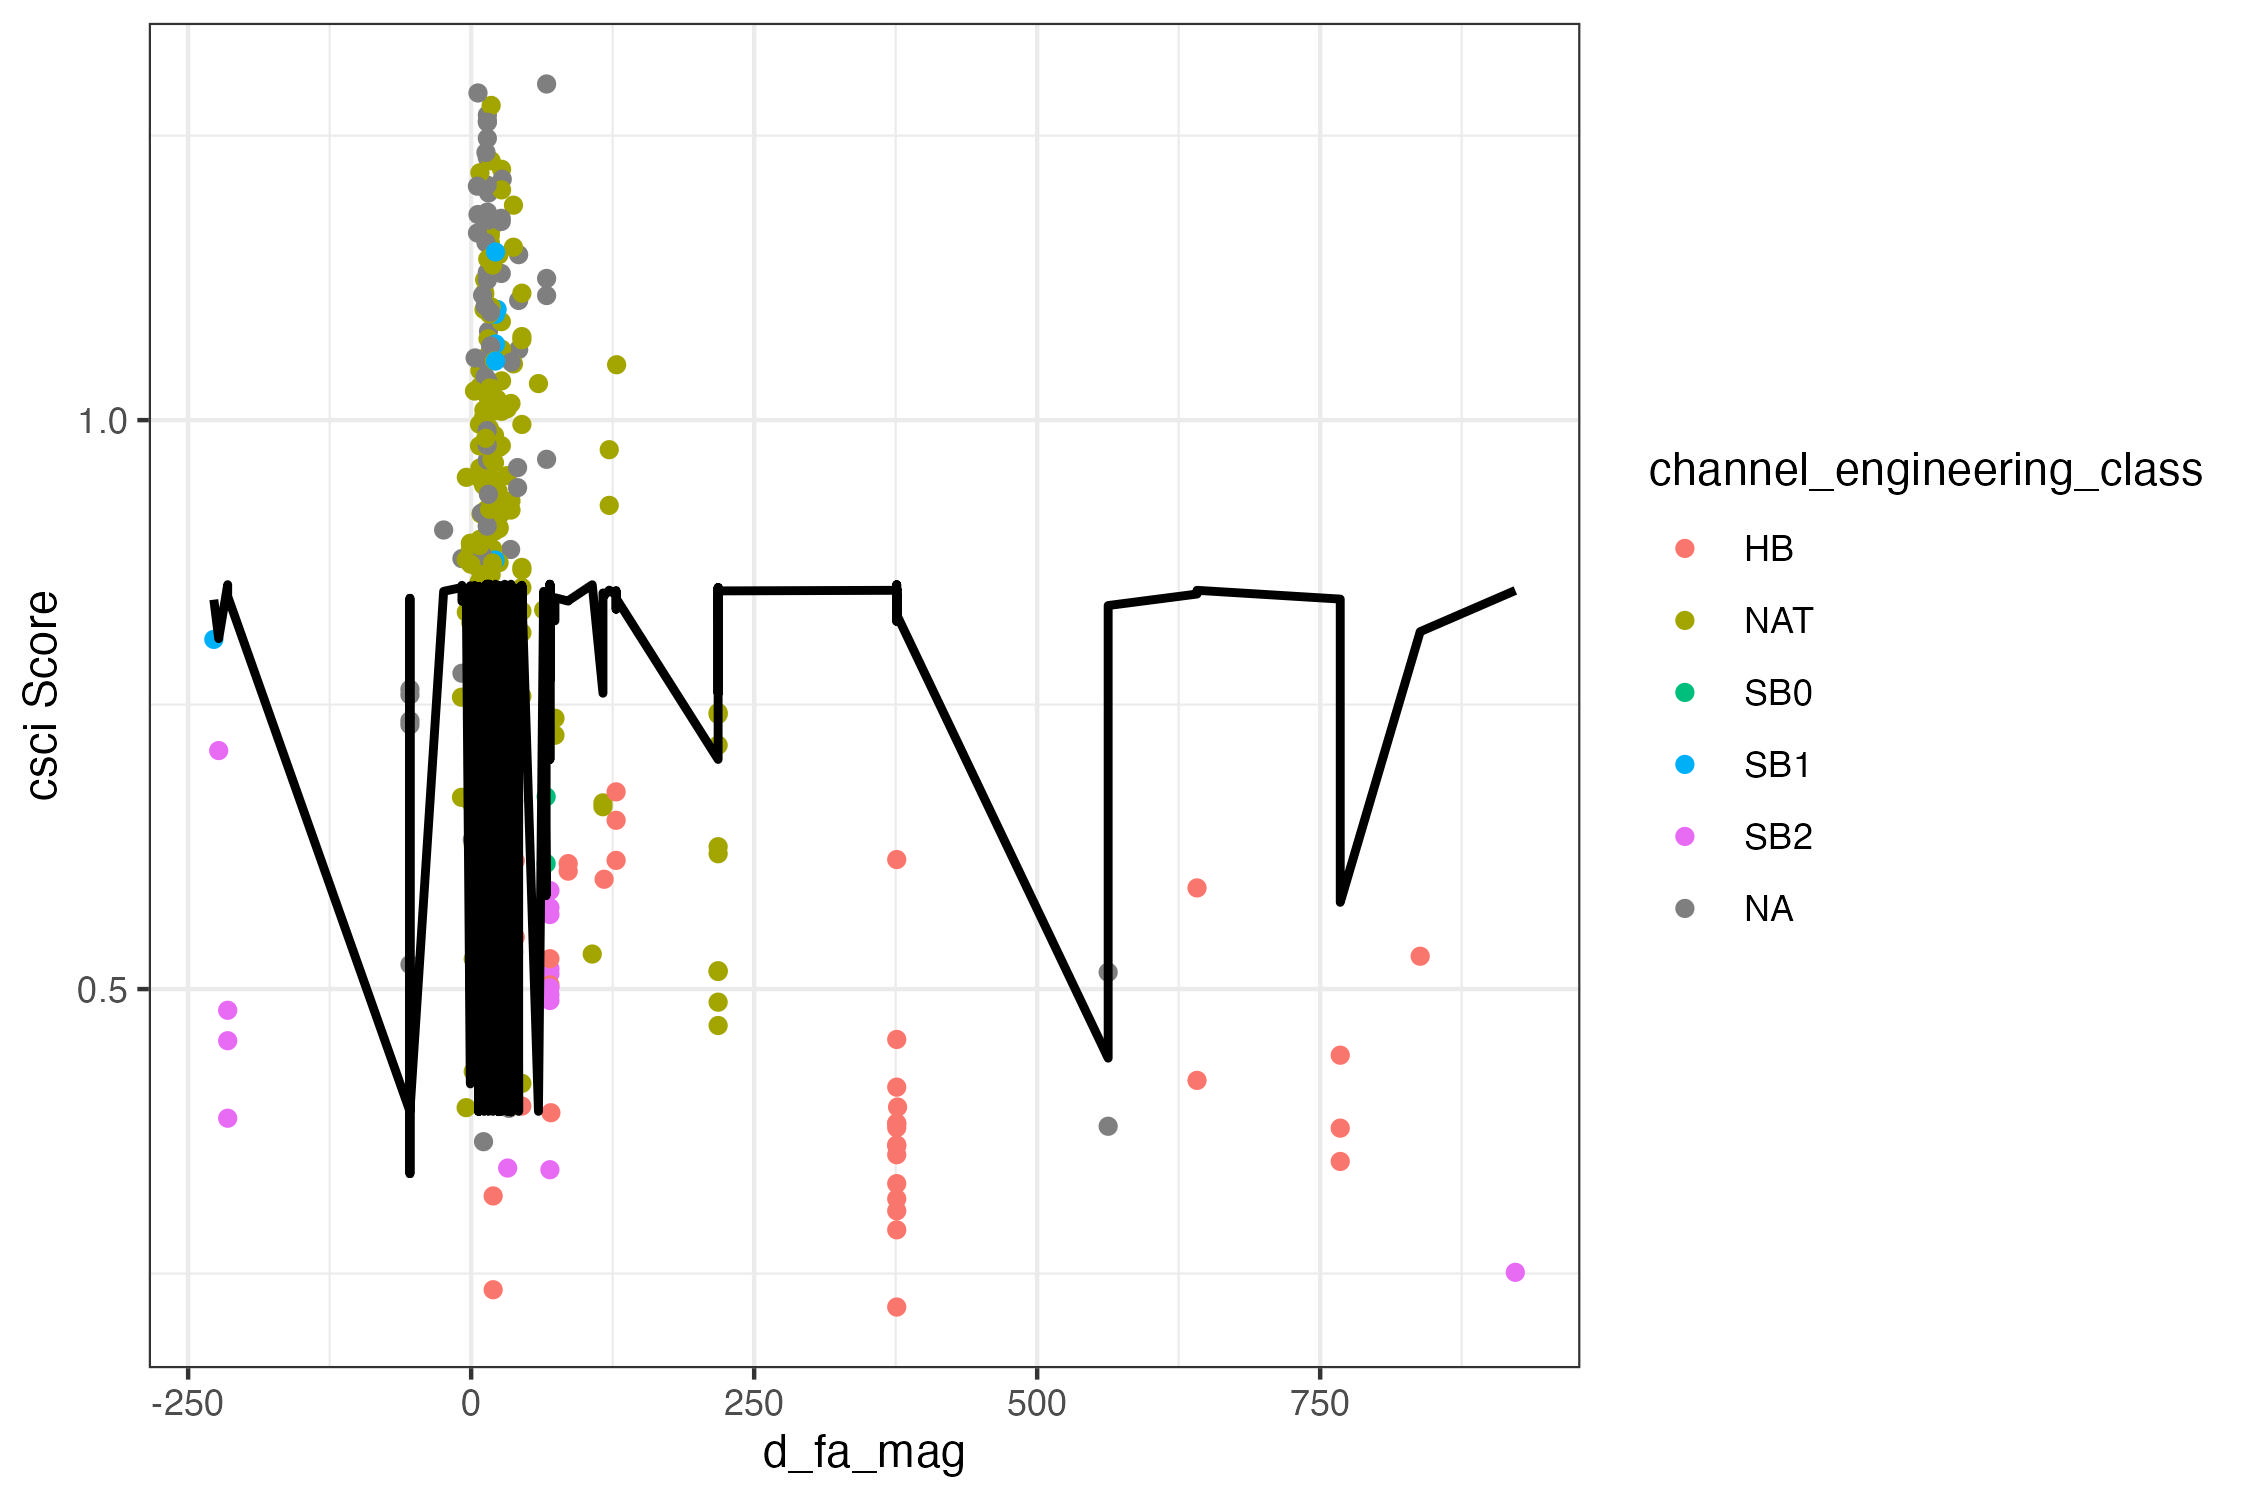 csci Score
1.0
0.5
-250
0
250
500
750
d_fa_mag
channel_engineering_class
HB
NAT
SB0
SB1
SB2
NA